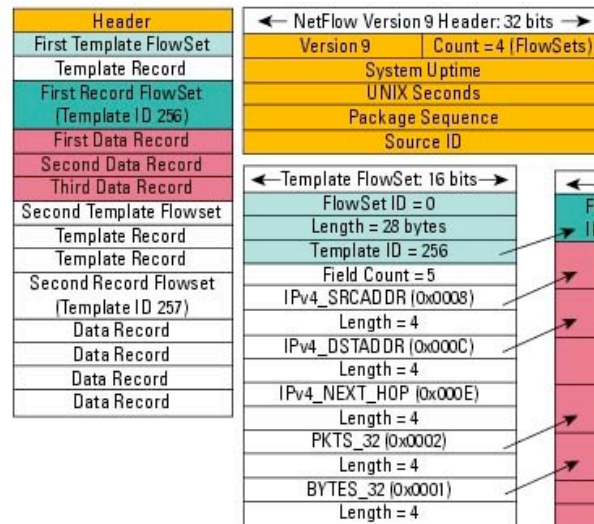 Header
First Template FlowSet
Template Record
First Record FlowSet
(Template ID 256)
First Data Record
Second Data Record
Third Data Record
Second Template Flowset
Template Record
Template Record
Second Record Flowset
(Template ID 257)
Data Record
Data Record
Data Record
Data Record
NetFlow Version 9 Header: 32 bits
Version 9 Count = 4 (FlowSets)
System Uptime
UNIX Seconds
Package Sequence
Source ID
Template FlowSet: 16 bits
FlowSet ID = 0
Length = 28 bytes
Template ID = 256
Field Count = 5
IPv4_SRCADDR (0x0008)
Length = 4
IPv4_DSTADDR (0x000C)
Length = 4
IPv4_NEXT_HOP (0x000E)
Length = 4
PKTS_32 (0x0002)
Length = 4
BYTES_32 (0x0001)
Length = 4